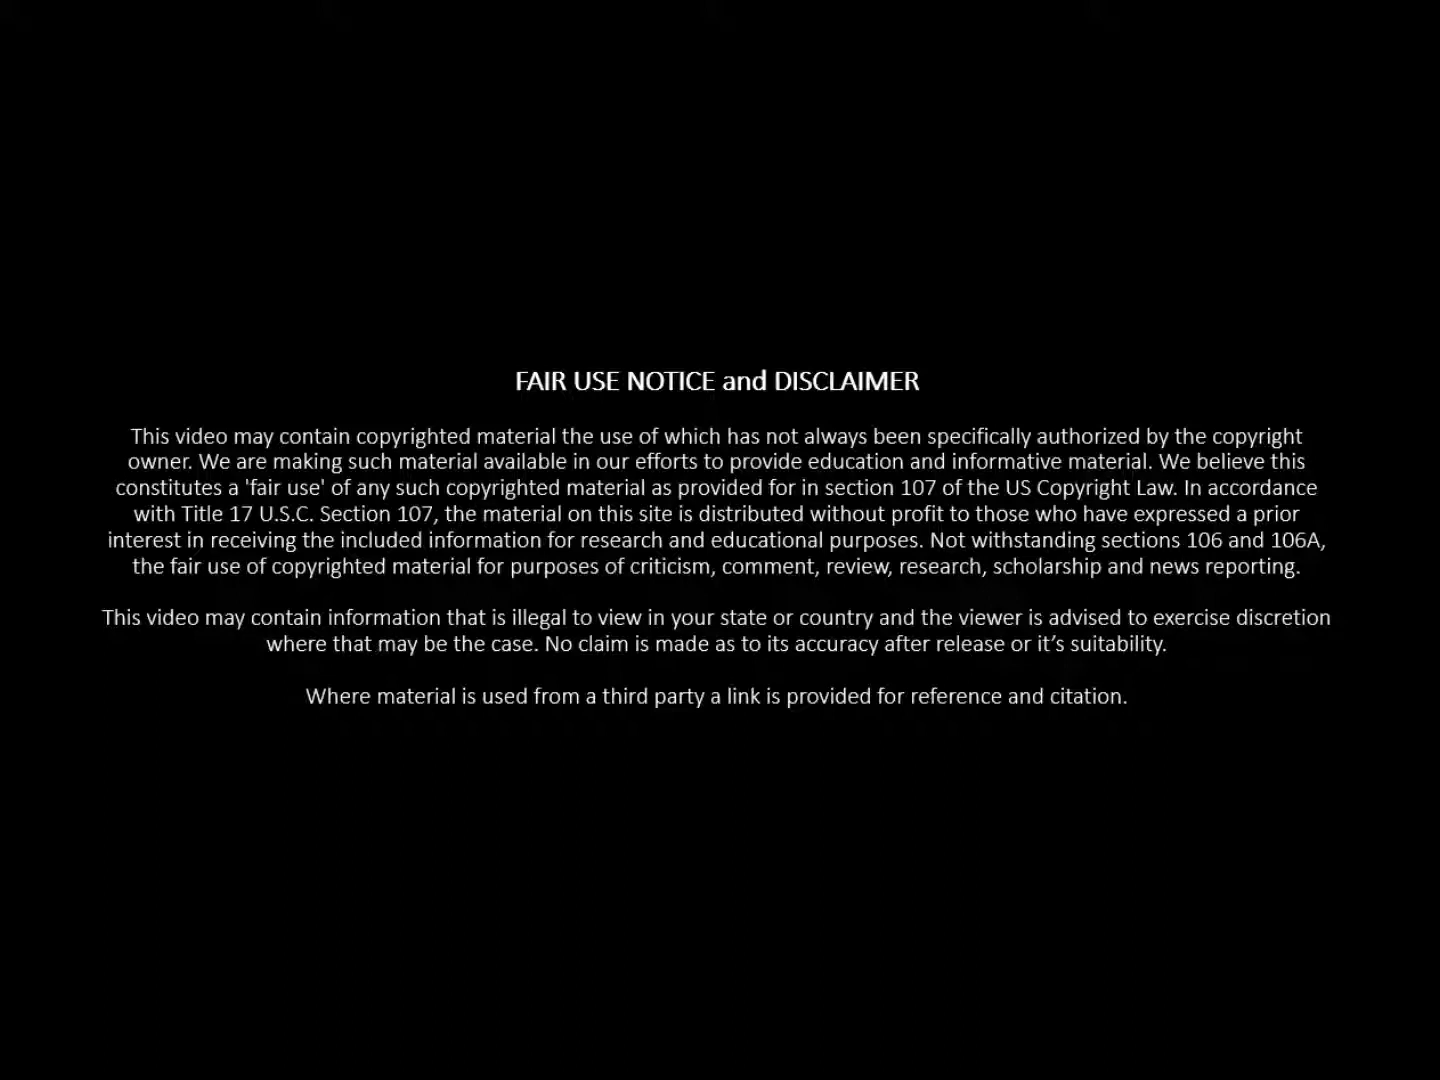 FAIR USE NOTICE and DISCLAIMER
This video may contain copyrighted material the use of which has not always been specifically authorized by the copyright
owner. We are making such material available in our efforts to provide education and informative material. We believe this
constitutes a 'fair use' of any such copyrighted material as provided for in section 107 of the US Copyright Law. In accordance
with Title 17 U.S.C. Section 107, the material on this site is distributed without profit to those who have expressed a prior
interest in receiving the included information for research and educational purposes. Not withstanding sections 106 and 106A,
the fair use of copyrighted material for purposes of criticism, comment, review, research, scholarship and news reporting.
This video may contain information that is illegal to view in your state or country and the viewer is advised to exercise discretion
where that may be the case. No claim is made as to its accuracy after release or it’s suitability.
Where material is used from a third party a link is provided for reference and citation.